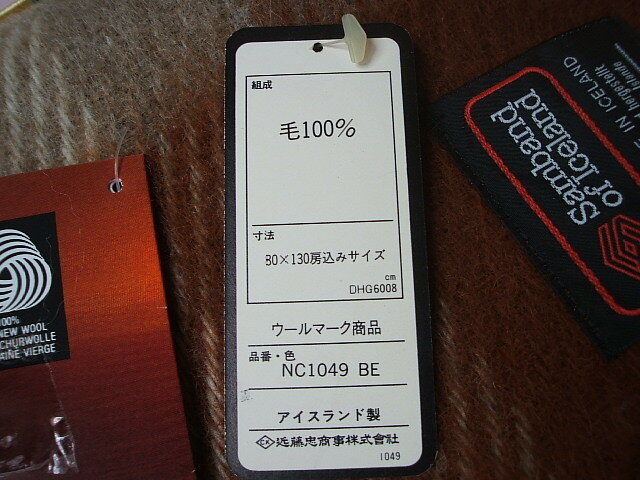 組成
毛100%
寸法
80×130房込みサイズ
cm
DHG6008
ウールマーク商品
品番・色
NC1049 BE
アイスランド製
近藤忠商事株式会社
1049
100%
NEW WOOL
SCHURWOLLE
LAINE VIERGE
Samband
of Iceland
IN ICELAND